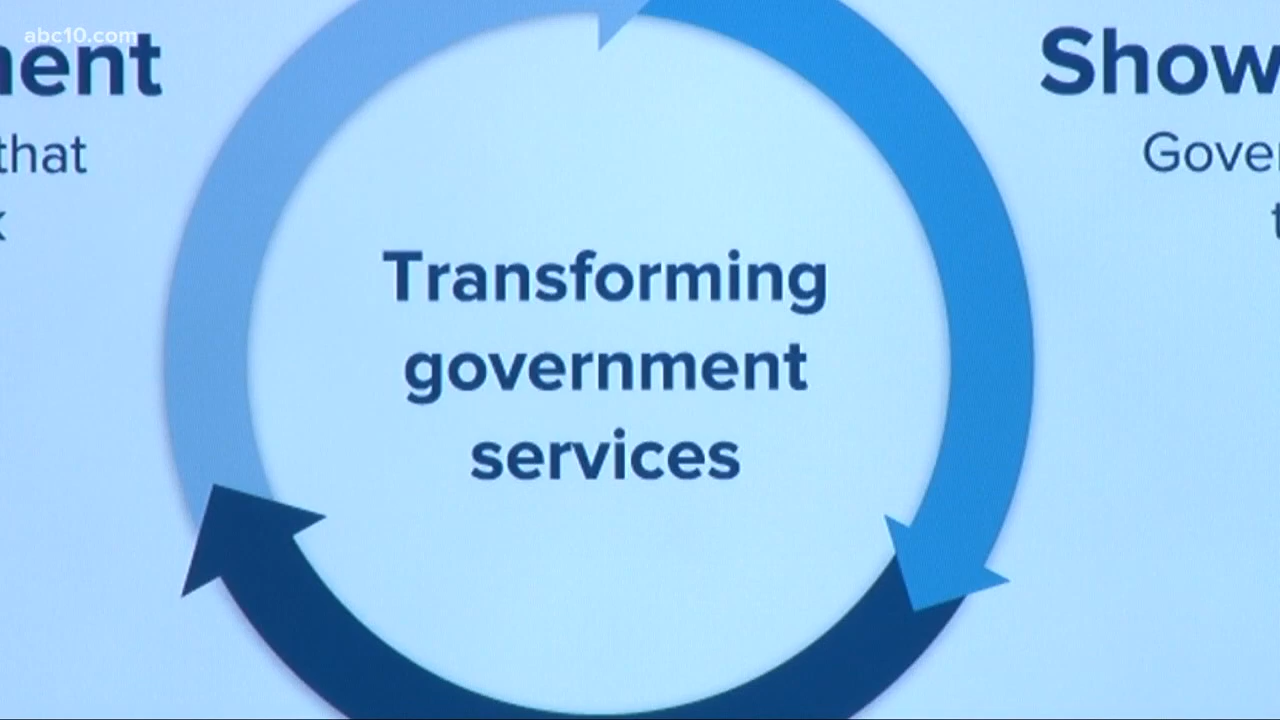 abc10.com
ment
that
k
Show
Gover
t
Transforming
government
services